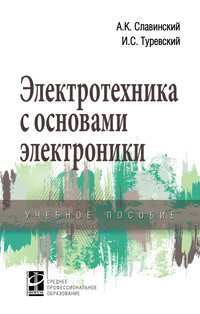 А.К. Славинский
И.С. Туревский
Электротехника
с основами
электроники
УЧЕБНОЕ ПОСОБИЕ
СРЕДНЕЕ
ПРОФЕССИОНАЛЬНОЕ
ОБРАЗОВАНИЕ